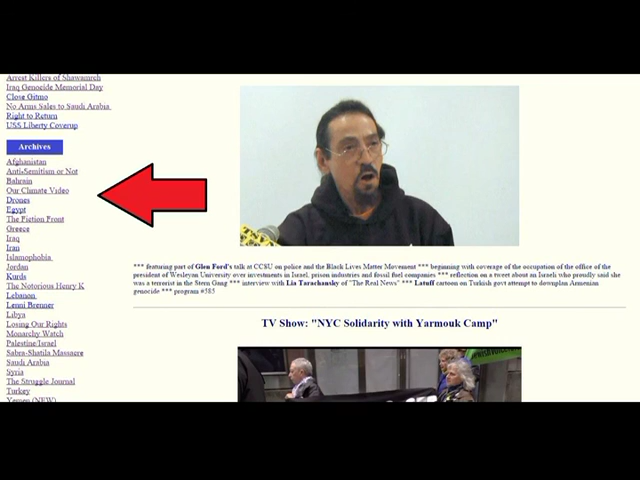 Arrest Killers of Shawamreh
Iraq Genocide Memorial Day
Close Gitmo
No Arms Sales to Saudi Arabia
Right to Return
USS Liberty Coverup
Archives
Afghanistan
Anti-Semitism or Not
Bahrain
Our Climate Video
Drones
Egypt
The Fiction Front
Greece
Iraq
Iran
Islamophobia
Jordan
Kurds
The Notorious Henry K
Lebanon
Lenni Brenner
Libya
Losing Our Rights
Monarchy Watch
Palestine/Israel
Sabra-Shatila Massacre
Saudi Arabia
Syria
The Struggle Journal
Turkey
Yemen (NEW)
*** featuring part of Glen Ford's talk at CCSU on police and the Black Lives Matter Movement *** beginning with coverage of the occupation of the office of the
president of Wesleyan University over investments in Israel, prison industries and fossil fuel companies *** reflection on a tweet about an Israeli who proudly said she
was a terrorist in the Stern Gang *** interview with Lia Tarachansky of "The Real News" *** Latuff cartoon on Turkish govt attempt to downplan Armenian
genocide *** program #385
TV Show: "NYC Solidarity with Yarmouk Camp"